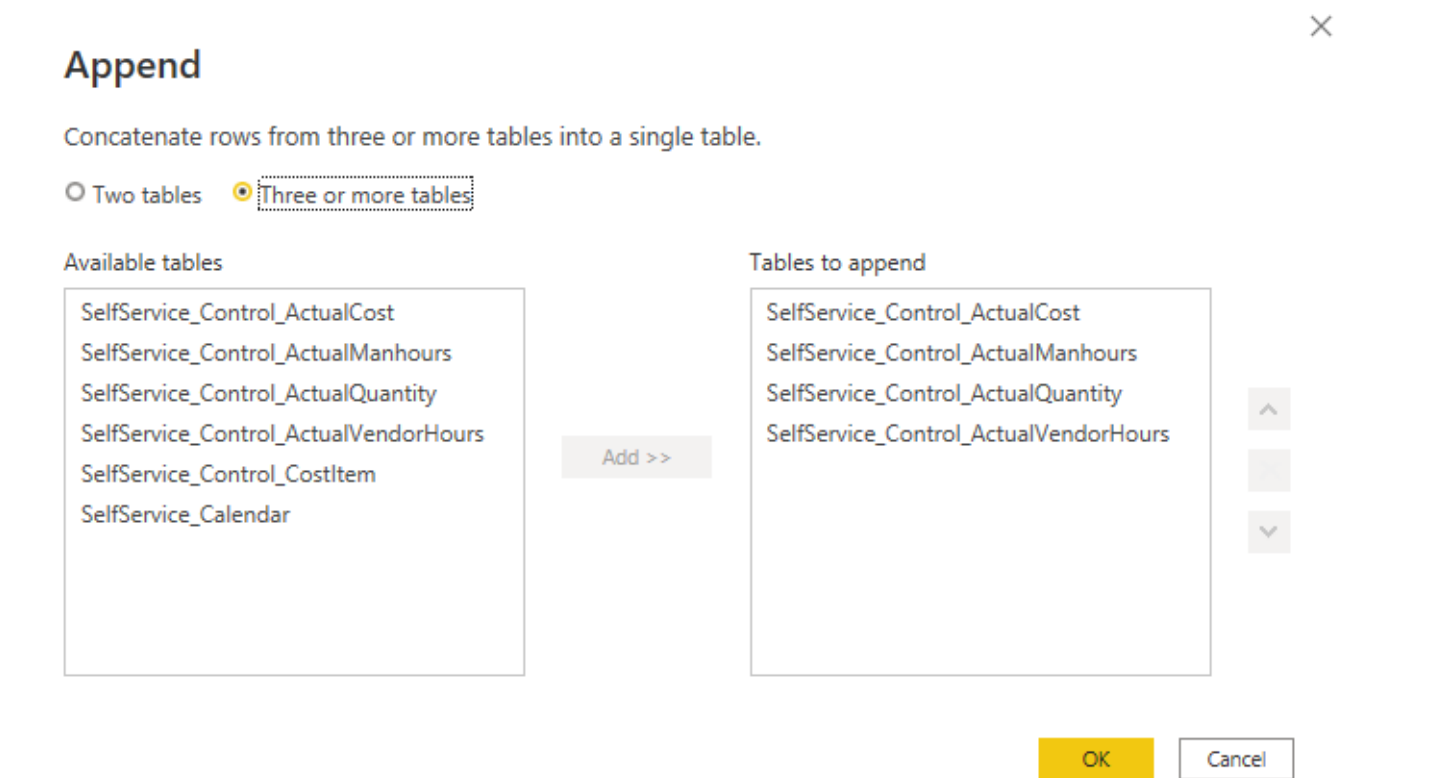 Append
Concatenate rows from three or more tables into a single table.
Two tables Three or more tables
Available tables
SelfService_Control_ActualCost
SelfService_Control_ActualManhours
SelfService_Control_ActualQuantity
SelfService_Control_ActualVendorHours
SelfService_Control_CostItem
SelfService_Calendar
Add >>
Tables to append
SelfService_Control_ActualCost
SelfService_Control_ActualManhours
SelfService_Control_ActualQuantity
SelfService_Control_ActualVendorHours
OK Cancel